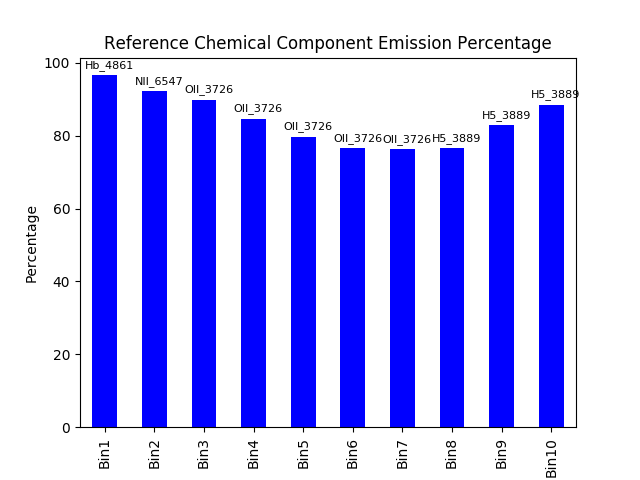 Reference Chemical Component Emission Percentage
100
80
60
40
20
0
Percentage
Hb_4861
NII_6547
OII_3726
OII_3726
OII_3726
OII_3726
OII_3726
H5_3889
H5_3889
H5_3889
Bin1
Bin2
Bin3
Bin4
Bin5
Bin6
Bin7
Bin8
Bin9
Bin10